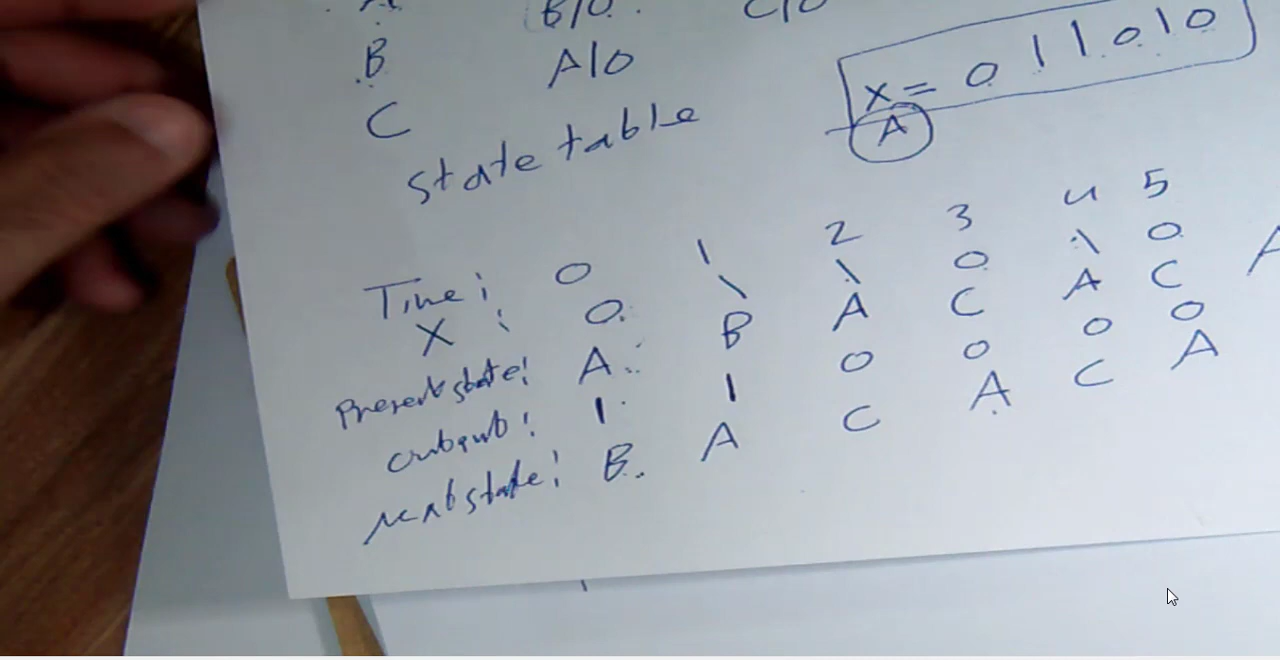 A B/0 C/0
B A/0
C
State table
X = 0 1 1 0 1 0
A
Time: 0 1 2 3 4 5
X : 0 1 1 0 1 0
Present state: A B A C A C A
output: 1 1 0 0 0 0
next state: B A C A C A